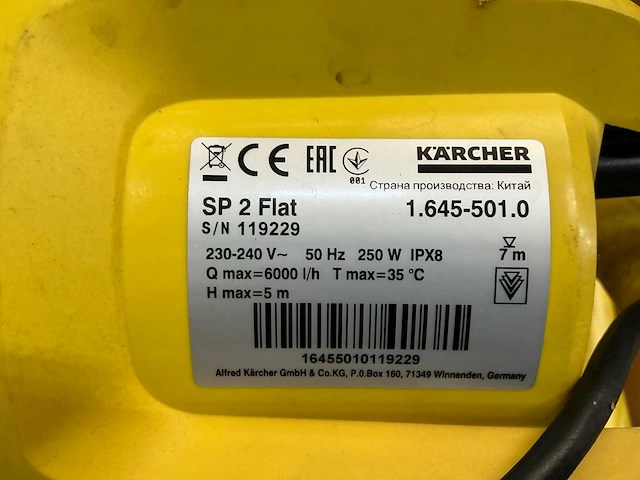 CE EAC 001 KÄRCHER
Страна производства: Китай
SP 2 Flat 1.645-501.0
S/N 119229
230-240 V~ 50 Hz 250 W IPX8 7 m
Q max=6000 l/h T max=35 °C
H max=5 m
16455010119229
Alfred Kärcher GmbH & Co.KG, P.O.Box 160, 71349 Winnenden, Germany